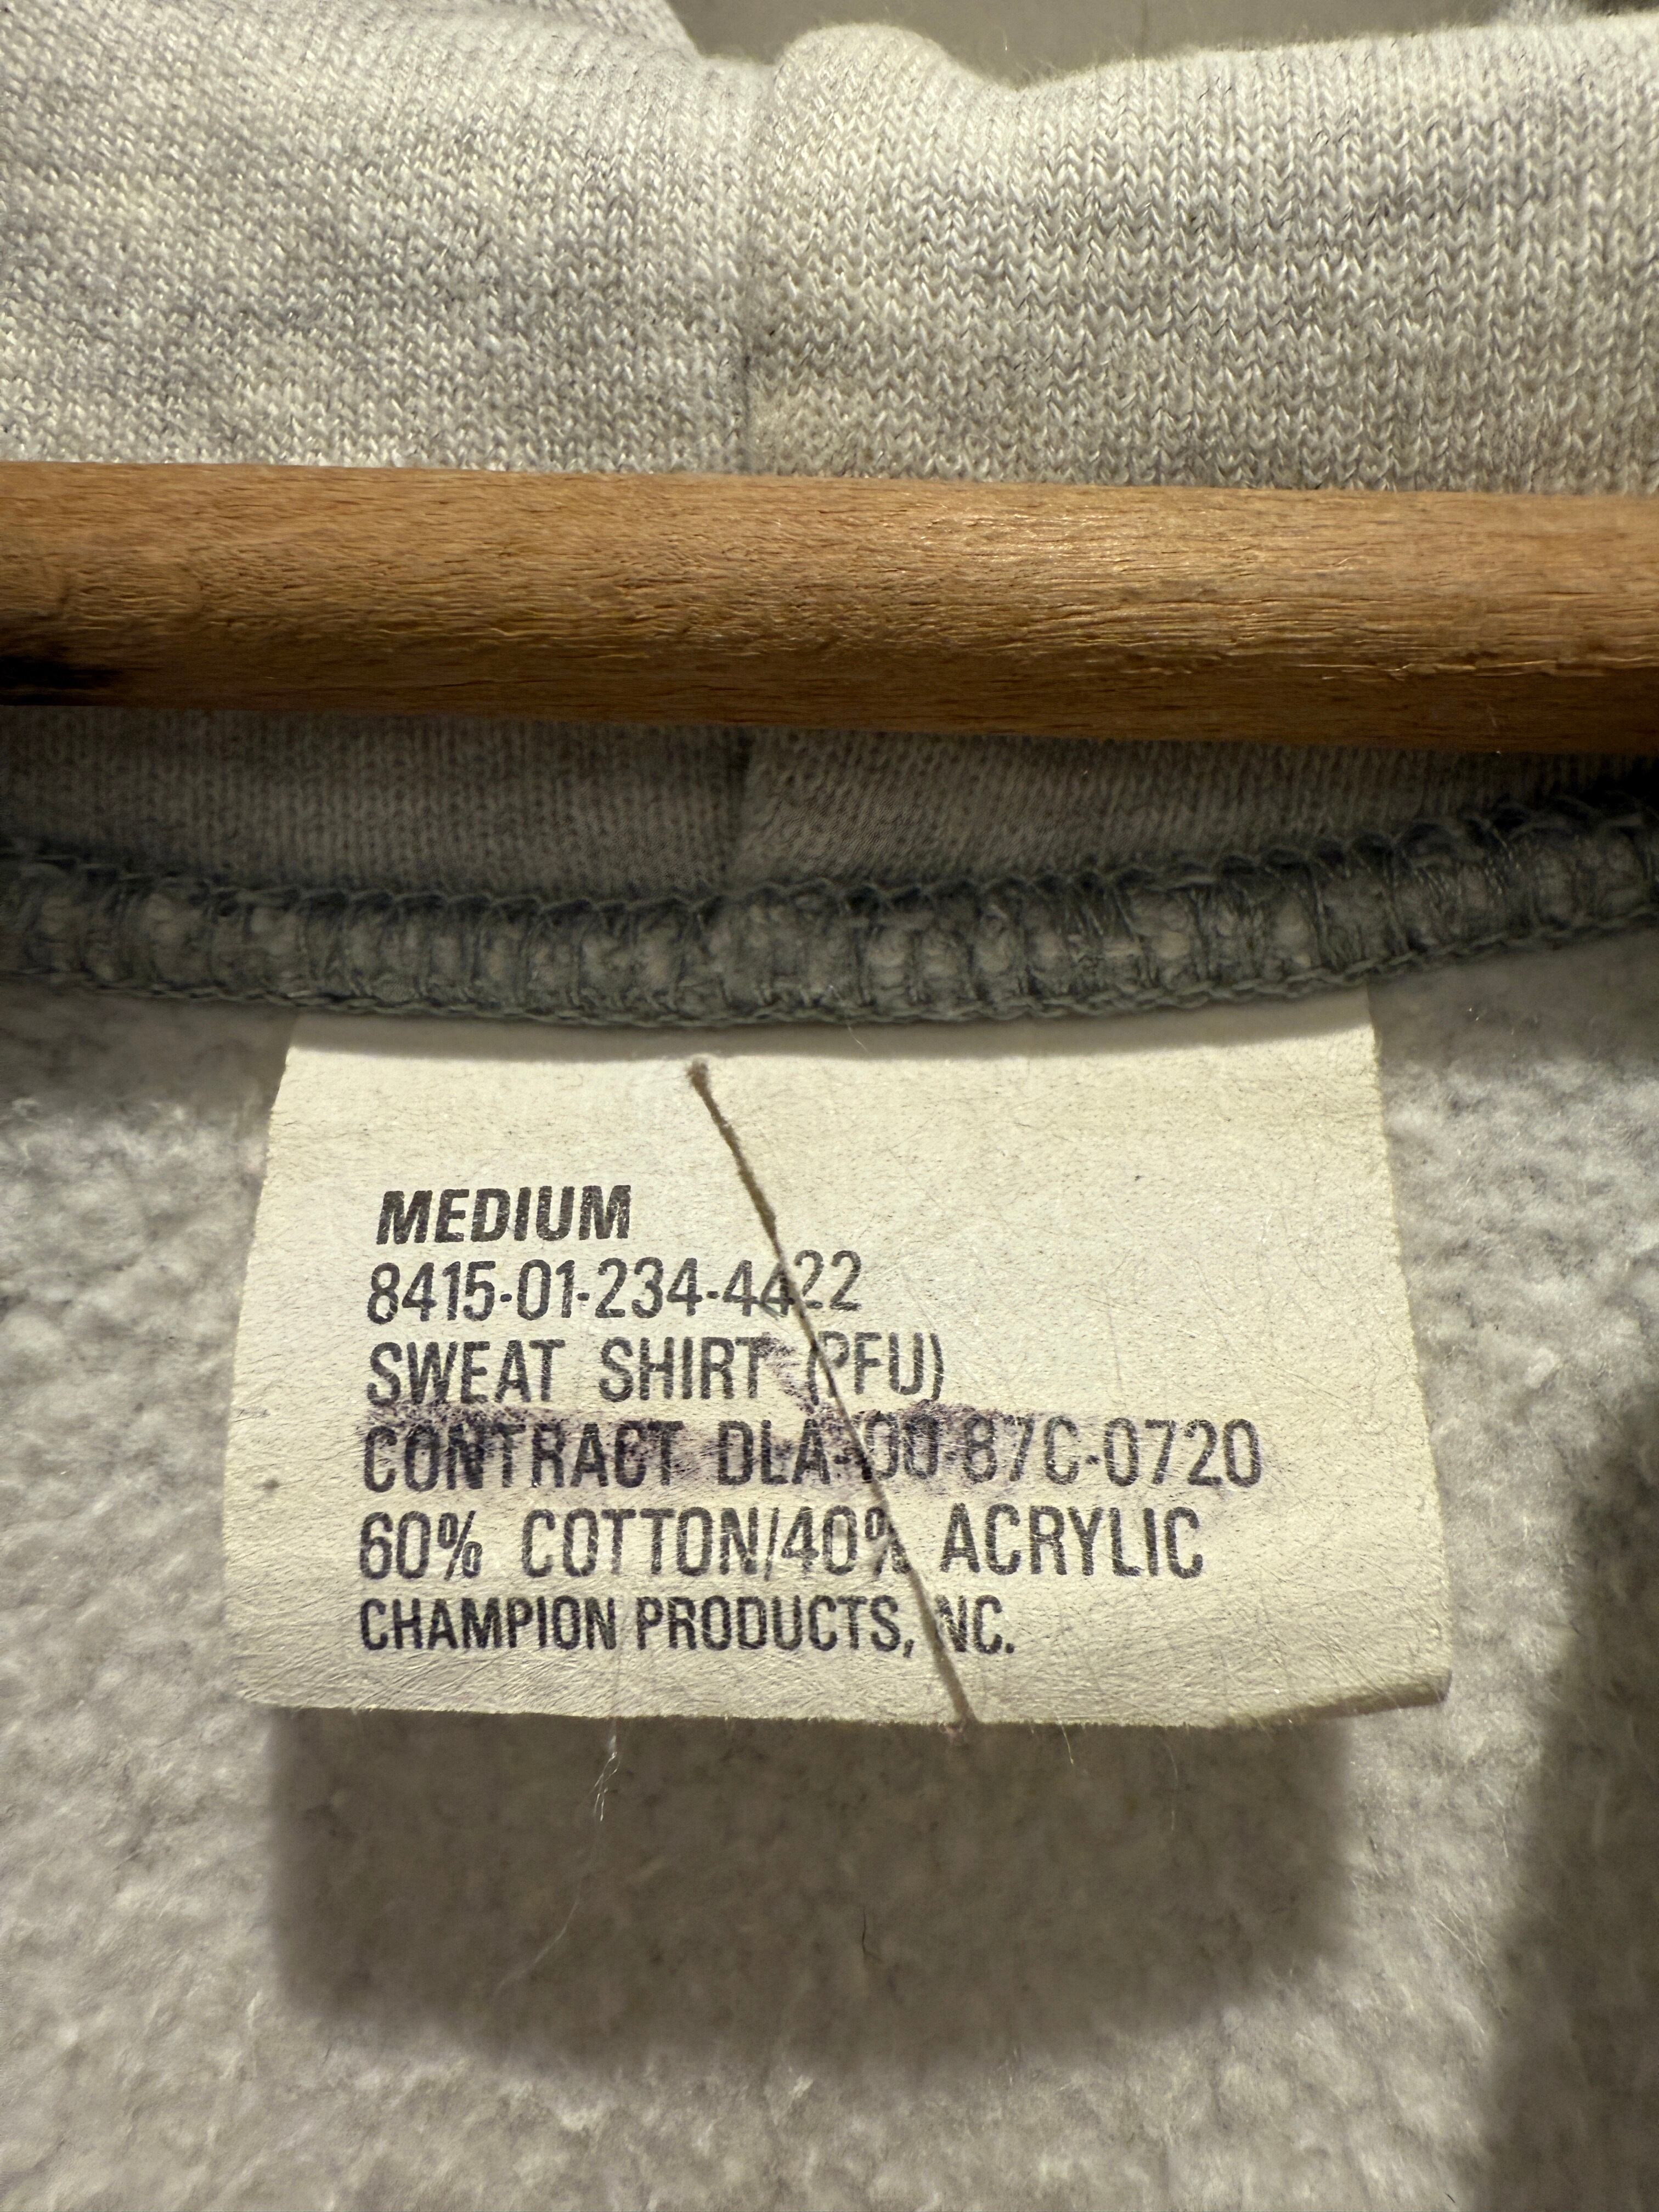 MEDIUM
8415-01-234-4422
SWEAT SHIRT (PFU)
CONTRACT DLA-100-87C-0720
60% COTTON/40% ACRYLIC
CHAMPION PRODUCTS, INC.